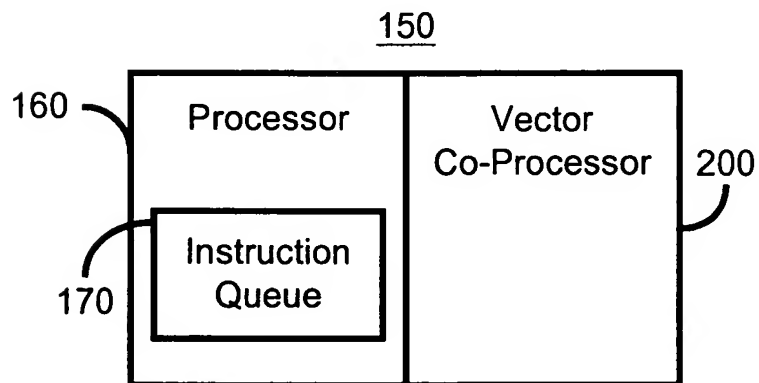 150
160
Processor
Vector
Co-Processor
200
Instruction
Queue
170